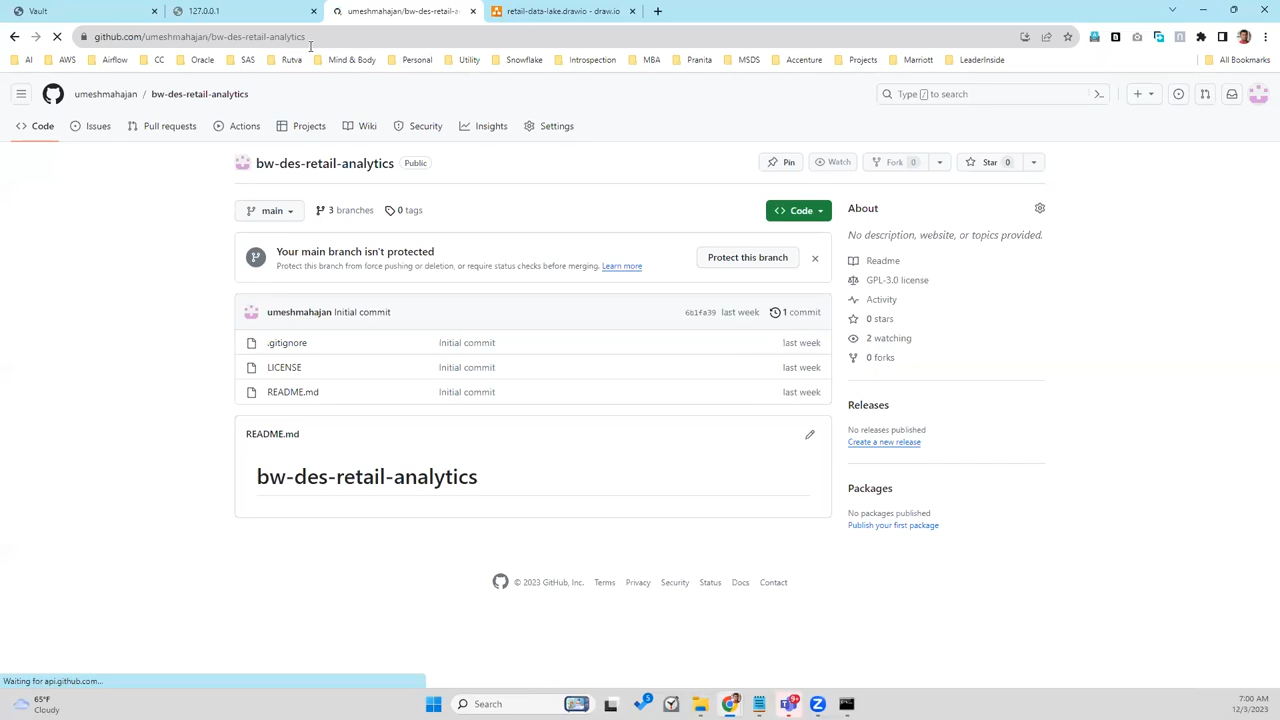 Vault
127.0.0.1
umeshmahajan/bw-des-retail-a
retail-data-lake.drawio - draw.io
github.com/umeshmahajan/bw-des-retail-analytics
AI
AWS
Airflow
CC
Oracle
SAS
Rutva
Mind & Body
Personal
Utility
Snowflake
Introspection
MBA
Pranita
MSDS
Accenture
Projects
Marriott
LeaderInside
All Bookmarks
umeshmahajan / bw-des-retail-analytics
Type / to search
Code
Issues
Pull requests
Actions
Projects
Wiki
Security
Insights
Settings
bw-des-retail-analytics Public
Pin
Watch
Fork 0
Star 0
main
3 branches
0 tags
Code
About
No description, website, or topics provided.
Your main branch isn't protected
Protect this branch from force pushing or deletion, or require status checks before merging. Learn more
Protect this branch
Readme
GPL-3.0 license
Activity
0 stars
2 watching
0 forks
umeshmahajan Initial commit
6b1fa39 last week
1 commit
.gitignore Initial commit last week
LICENSE Initial commit last week
README.md Initial commit last week
Releases
No releases published
Create a new release
README.md
bw-des-retail-analytics
Packages
No packages published
Publish your first package
© 2023 GitHub, Inc. Terms Privacy Security Status Docs Contact
Waiting for api.github.com...
65°F
Cloudy
Search
5
9+
7:00 AM
12/3/2023